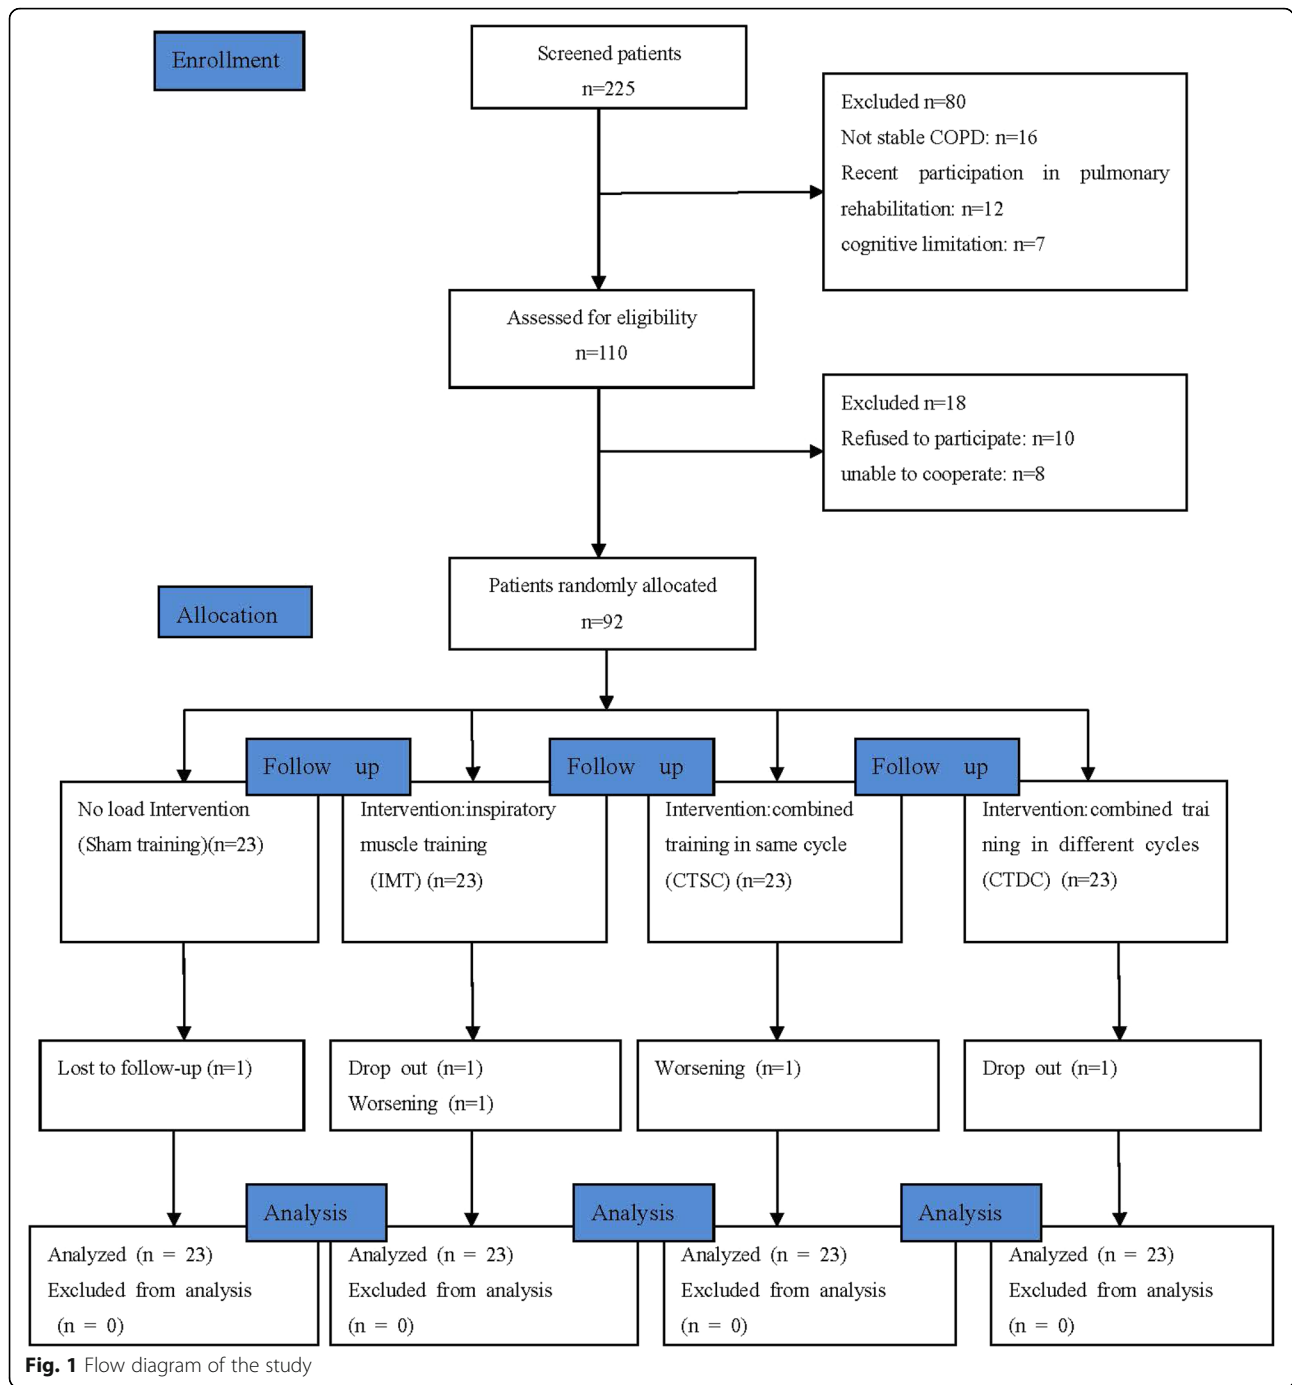 Enrollment
Screened patients
n=225
Excluded n=80
Not stable COPD: n=16
Recent participation in pulmonary
rehabilitation: n=12
cognitive limitation: n=7
Assessed for eligibility
n=110
Excluded n=18
Refused to participate: n=10
unable to cooperate: n=8
Patients randomly allocated
n=92
Allocation
Follow up
Follow up
Follow up
No load Intervention
(Sham training)(n=23)
Intervention:inspiratory
muscle training
(IMT) (n=23)
Intervention:combined
training in same cycle
(CTSC) (n=23)
Intervention:combined trai
ning in different cycles
(CTDC) (n=23)
Lost to follow-up (n=1)
Drop out (n=1)
Worsening (n=1)
Worsening (n=1)
Drop out (n=1)
Analysis
Analysis
Analysis
Analyzed (n = 23)
Excluded from analysis
(n = 0)
Analyzed (n = 23)
Excluded from analysis
(n = 0)
Analyzed (n = 23)
Excluded from analysis
(n = 0)
Analyzed (n = 23)
Excluded from analysis
(n = 0)
Fig. 1 Flow diagram of the study